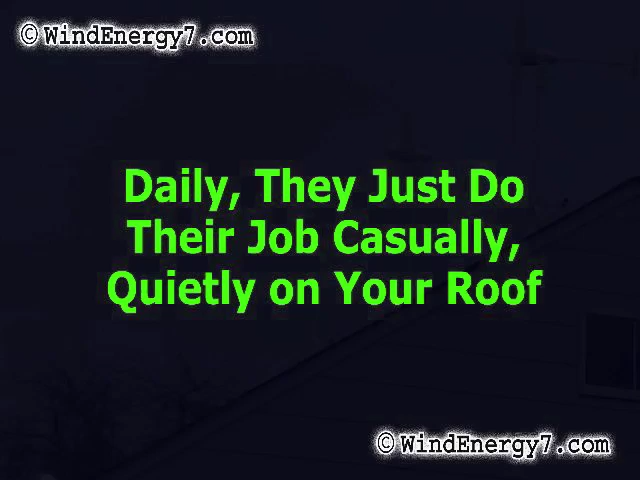 © WindEnergy7.com
Daily, They Just Do
Their Job Casually,
Quietly on Your Roof
© WindEnergy7.com